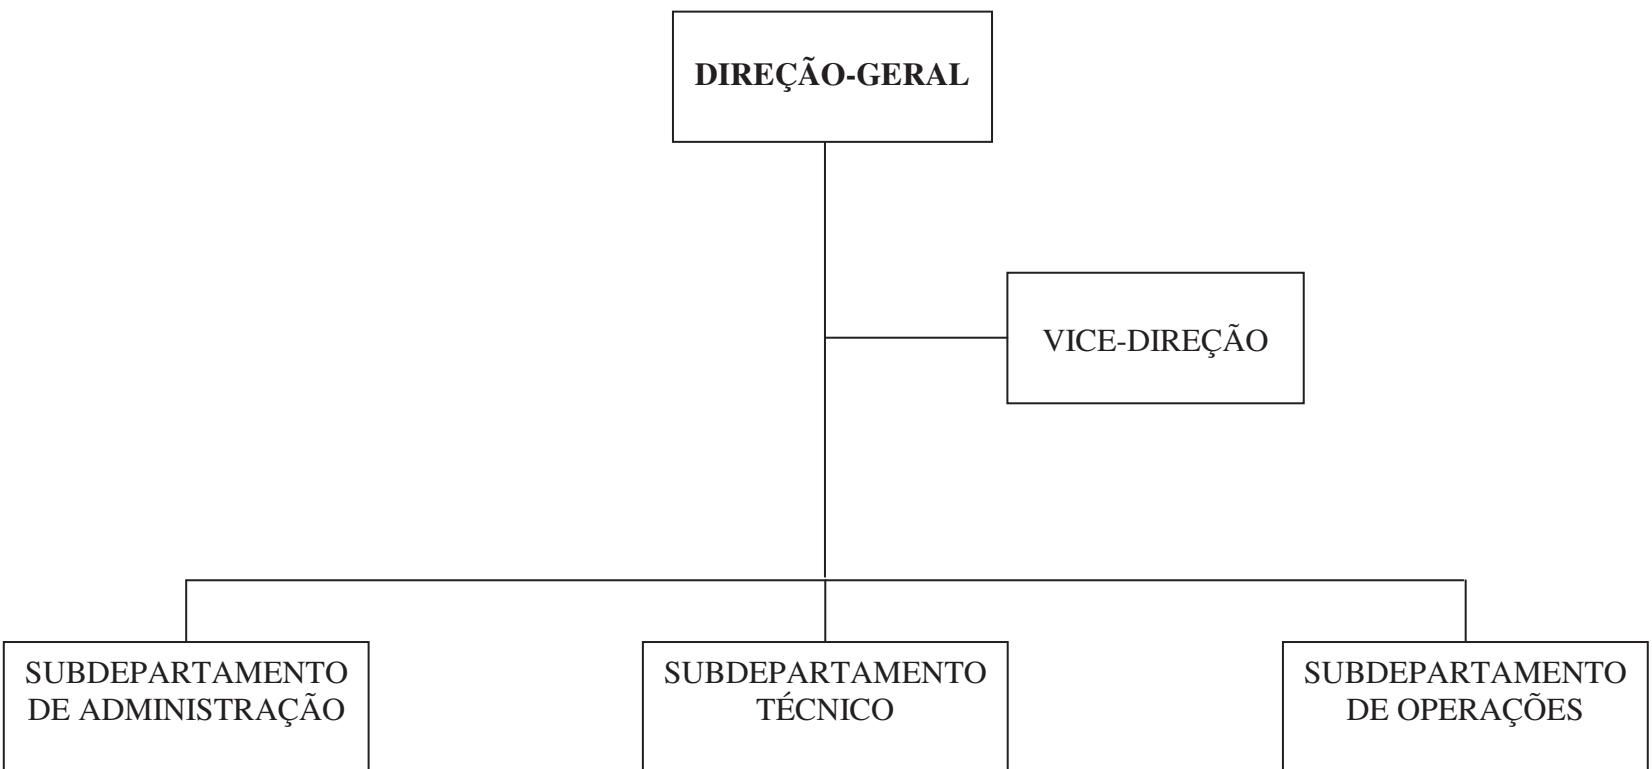 DIREÇÃO-GERAL
VICE-DIREÇÃO
SUBDEPARTAMENTO
DE ADMINISTRAÇÃO
SUBDEPARTAMENTO
TÉCNICO
SUBDEPARTAMENTO
DE OPERAÇÕES